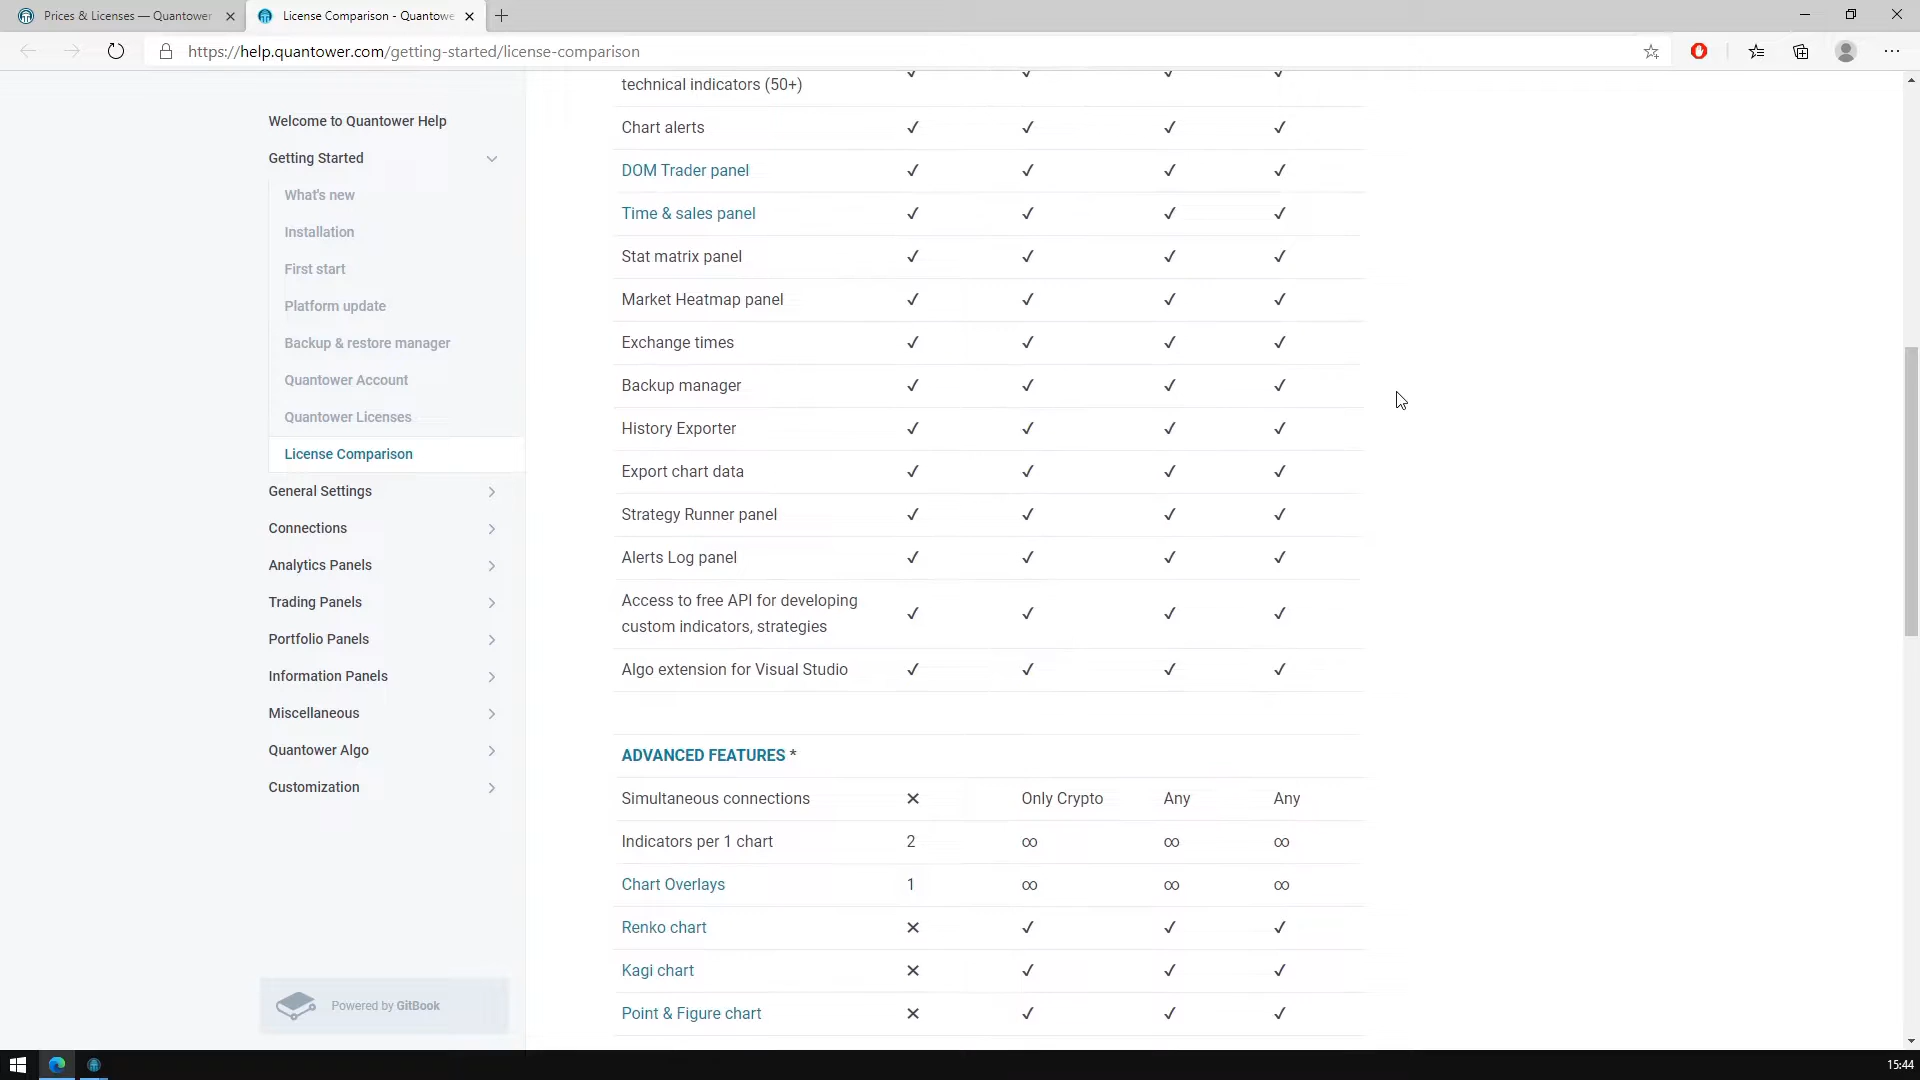 Prices & Licenses — Quantower
License Comparison - Quantowe
https://help.quantower.com/getting-started/license-comparison
Welcome to Quantower Help
Getting Started
What's new
Installation
First start
Platform update
Backup & restore manager
Quantower Account
Quantower Licenses
License Comparison
General Settings
Connections
Analytics Panels
Trading Panels
Portfolio Panels
Information Panels
Miscellaneous
Quantower Algo
Customization
Powered by GitBook
technical indicators (50+) ✓ ✓ ✓ ✓
Chart alerts ✓ ✓ ✓ ✓
DOM Trader panel ✓ ✓ ✓ ✓
Time & sales panel ✓ ✓ ✓ ✓
Stat matrix panel ✓ ✓ ✓ ✓
Market Heatmap panel ✓ ✓ ✓ ✓
Exchange times ✓ ✓ ✓ ✓
Backup manager ✓ ✓ ✓ ✓
History Exporter ✓ ✓ ✓ ✓
Export chart data ✓ ✓ ✓ ✓
Strategy Runner panel ✓ ✓ ✓ ✓
Alerts Log panel ✓ ✓ ✓ ✓
Access to free API for developing
custom indicators, strategies ✓ ✓ ✓ ✓
Algo extension for Visual Studio ✓ ✓ ✓ ✓
ADVANCED FEATURES *
Simultaneous connections ✕ Only Crypto Any Any
Indicators per 1 chart 2 ∞ ∞ ∞
Chart Overlays 1 ∞ ∞ ∞
Renko chart ✕ ✓ ✓ ✓
Kagi chart ✕ ✓ ✓ ✓
Point & Figure chart ✕ ✓ ✓ ✓
15:44